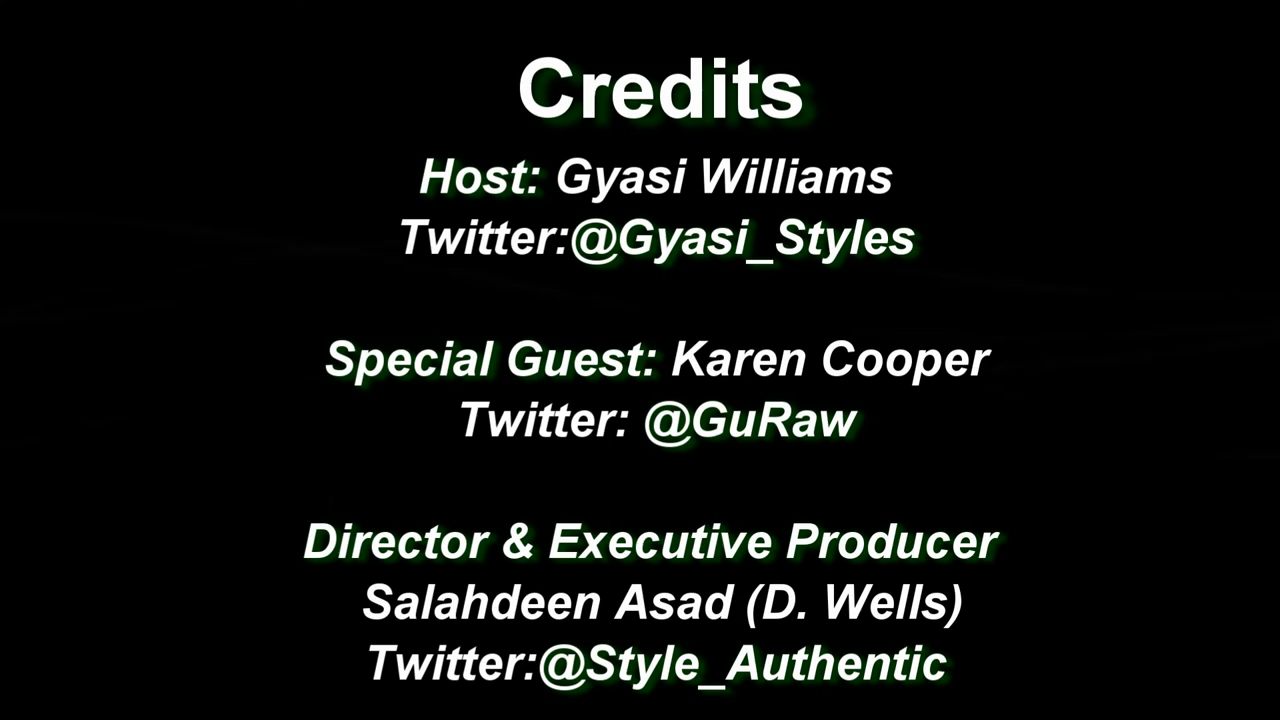 Credits
Host: Gyasi Williams
Twitter:@Gyasi_Styles
Special Guest: Karen Cooper
Twitter: @GuRaw
Director & Executive Producer
Salahdeen Asad (D. Wells)
Twitter:@Style_Authentic